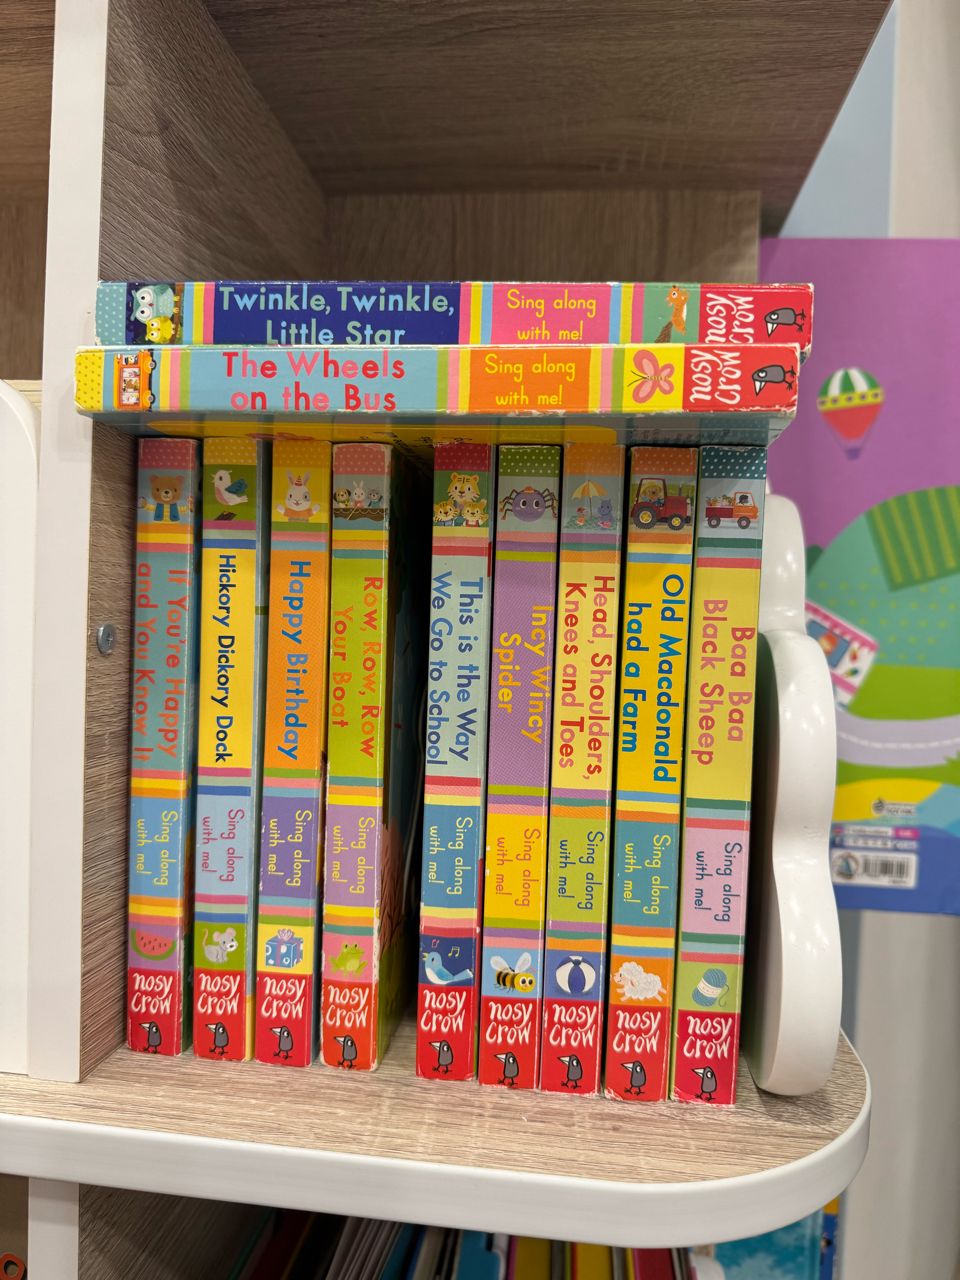 Twinkle, Twinkle,
Little Star
Sing along
with me!
nosy
crow
The Wheels
on the Bus
Sing along
with me!
nosy
crow
If You're Happy
and You Know It
Sing along
with me!
nosy
crow
Hickory Dickory Dock
Sing along
with me!
nosy
crow
Happy Birthday
Sing along
with me!
nosy
crow
Row, Row, Row
Your Boat
Sing along
with me!
nosy
crow
This is the Way
We Go to School
Sing along
with me!
nosy
crow
Incy Wincy
Spider
Sing along
with me!
nosy
crow
Head, Shoulders,
Knees and Toes
Sing along
with me!
nosy
crow
Old Macdonald
had a Farm
Sing along
with me!
nosy
crow
Baa Baa
Black Sheep
Sing along
with me!
nosy
crow